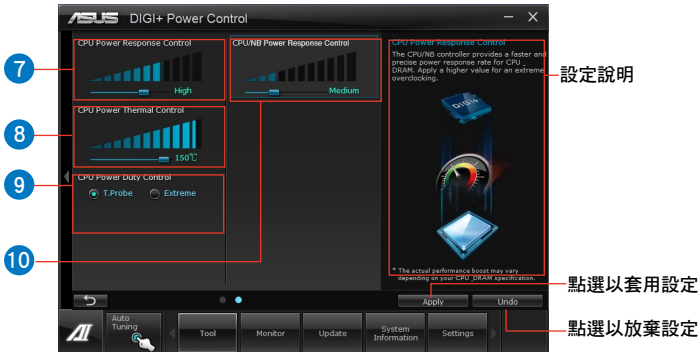 ASUS DIGI+ Power Control
CPU Power Response Control
High
CPU/NB Power Response Control
Medium
CPU Power Response Control
The CPU/NB controller provides a faster and
precise power response rate for CPU_
DRAM. Apply a higher value for an extreme
overclocking.
DIGI+
* The actual performance boost may vary
depending on your CPU_DRAM specification.
7
CPU Power Thermal Control
150℃
8
CPU Power Duty Control
T.Probe Extreme
9
10
設定說明
Apply Undo
點選以套用設定
點選以放棄設定
Auto
Tuning
Tool
Monitor
Update
System
Information
Settings